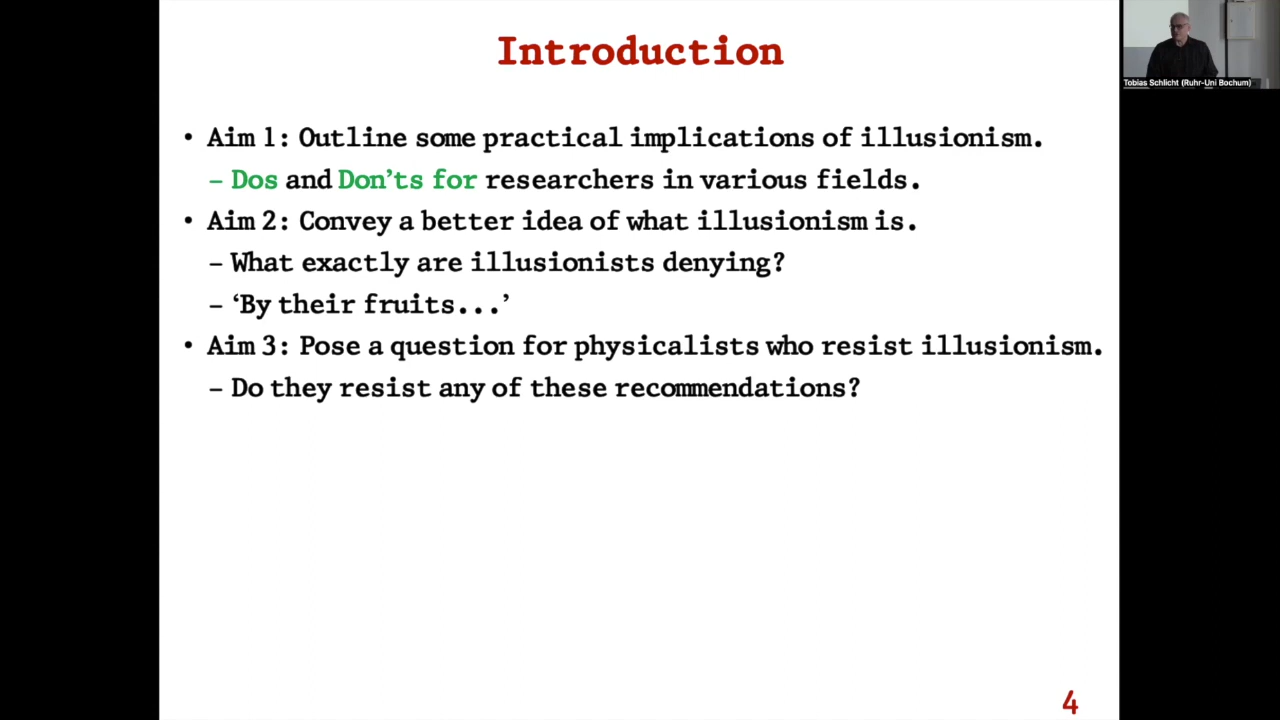 Introduction
Tobias Schlicht (Ruhr-Uni Bochum)
• Aim 1: Outline some practical implications of illusionism.
– Dos and Don'ts for researchers in various fields.
• Aim 2: Convey a better idea of what illusionism is.
– What exactly are illusionists denying?
– ‘By their fruits...’
• Aim 3: Pose a question for physicalists who resist illusionism.
– Do they resist any of these recommendations?
4